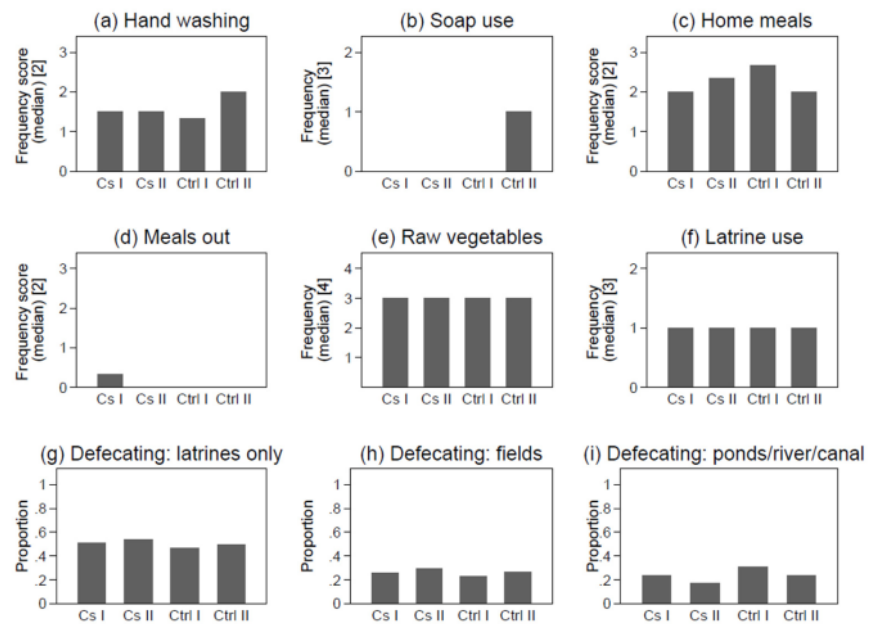 (a) Hand washing
Frequency score
(median) [2]
3
2
1
0
Cs I Cs II Ctrl I Ctrl II
(b) Soap use
Frequency
(median) [3]
2
1
0
Cs I Cs II Ctrl I Ctrl II
(c) Home meals
Frequency score
(median) [2]
3
2
1
0
Cs I Cs II Ctrl I Ctrl II
(d) Meals out
Frequency score
(median) [2]
3
2
1
0
Cs I Cs II Ctrl I Ctrl II
(e) Raw vegetables
Frequency
(median) [4]
4
3
2
1
Cs I Cs II Ctrl I Ctrl II
(f) Latrine use
Frequency
(median) [3]
2
1
0
Cs I Cs II Ctrl I Ctrl II
(g) Defecating: latrines only
Proportion
1
.8
.6
.4
.2
0
Cs I Cs II Ctrl I Ctrl II
(h) Defecating: fields
Proportion
1
.8
.6
.4
.2
0
Cs I Cs II Ctrl I Ctrl II
(i) Defecating: ponds/river/canal
Proportion
1
.8
.6
.4
.2
0
Cs I Cs II Ctrl I Ctrl II